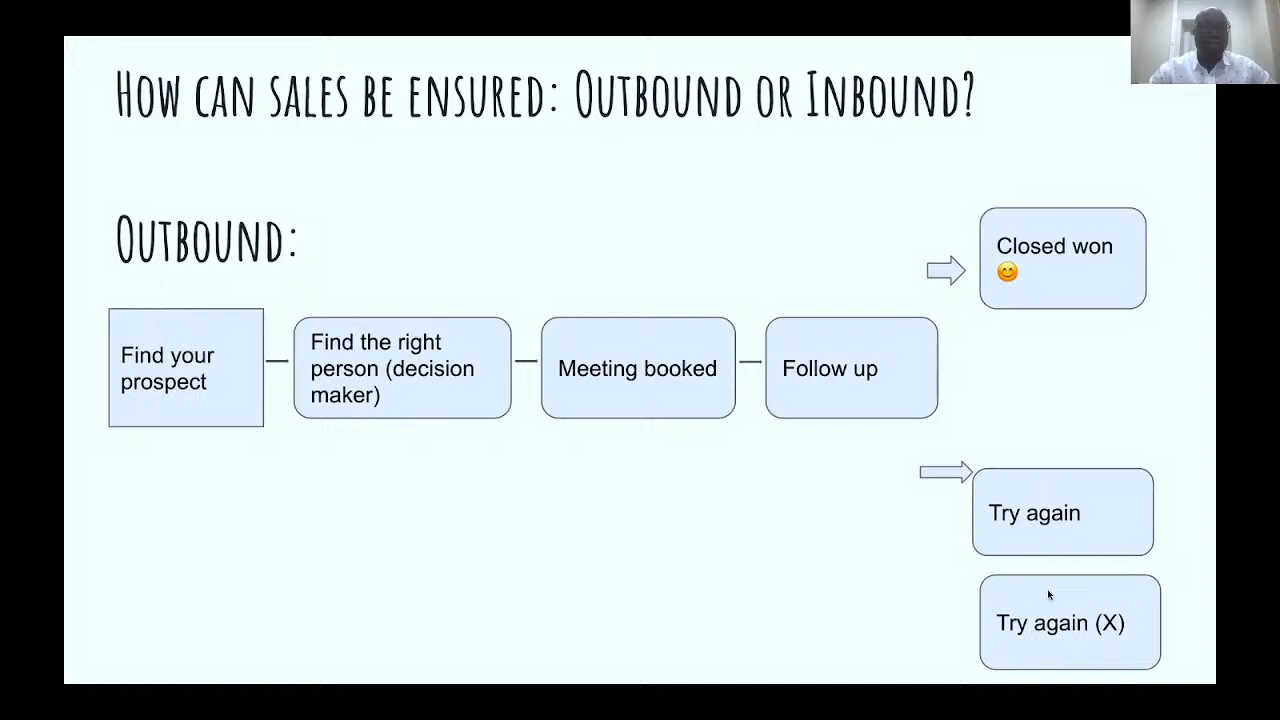 How can sales be ensured: Outbound or Inbound?
Outbound:
Closed won
😊
Find your
prospect
Find the right
person (decision
maker)
Meeting booked
Follow up
Try again
Try again (X)